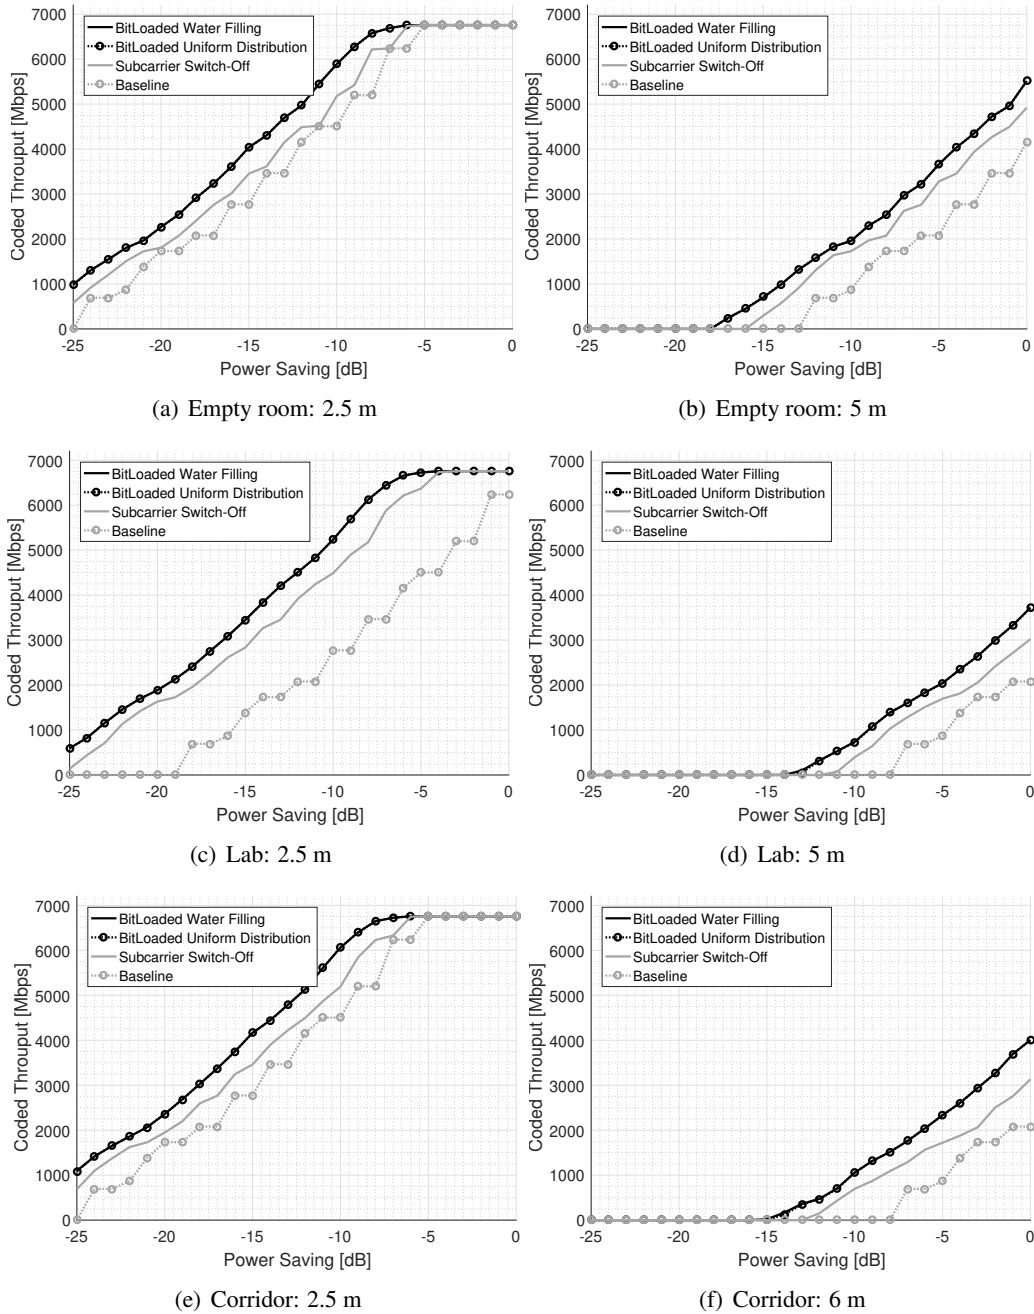 7000
6000
5000
4000
3000
2000
1000
0
Coded Throuput [Mbps]
BitLoaded Water Filling
BitLoaded Uniform Distribution
Subcarrier Switch-Off
Baseline
-25 -20 -15 -10 -5 0
Power Saving [dB]
(a) Empty room: 2.5 m
7000
6000
5000
4000
3000
2000
1000
0
Coded Throuput [Mbps]
BitLoaded Water Filling
BitLoaded Uniform Distribution
Subcarrier Switch-Off
Baseline
-25 -20 -15 -10 -5 0
Power Saving [dB]
(b) Empty room: 5 m
7000
6000
5000
4000
3000
2000
1000
0
Coded Throuput [Mbps]
BitLoaded Water Filling
BitLoaded Uniform Distribution
Subcarrier Switch-Off
Baseline
-25 -20 -15 -10 -5 0
Power Saving [dB]
(c) Lab: 2.5 m
7000
6000
5000
4000
3000
2000
1000
0
Coded Throuput [Mbps]
BitLoaded Water Filling
BitLoaded Uniform Distribution
Subcarrier Switch-Off
Baseline
-25 -20 -15 -10 -5 0
Power Saving [dB]
(d) Lab: 5 m
7000
6000
5000
4000
3000
2000
1000
0
Coded Throuput [Mbps]
BitLoaded Water Filling
BitLoaded Uniform Distribution
Subcarrier Switch-Off
Baseline
-25 -20 -15 -10 -5 0
Power Saving [dB]
(e) Corridor: 2.5 m
7000
6000
5000
4000
3000
2000
1000
0
Coded Throuput [Mbps]
BitLoaded Water Filling
BitLoaded Uniform Distribution
Subcarrier Switch-Off
Baseline
-25 -20 -15 -10 -5 0
Power Saving [dB]
(f) Corridor: 6 m